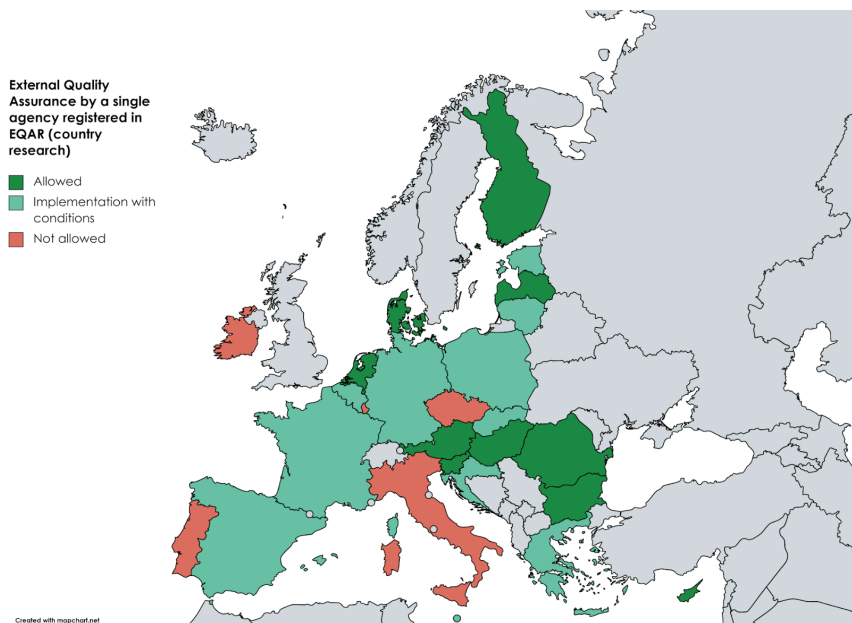 External Quality
Assurance by a single
agency registered in
EQAR (country
research)
Allowed
Implementation with
conditions
Not allowed
Created with mapchart.net